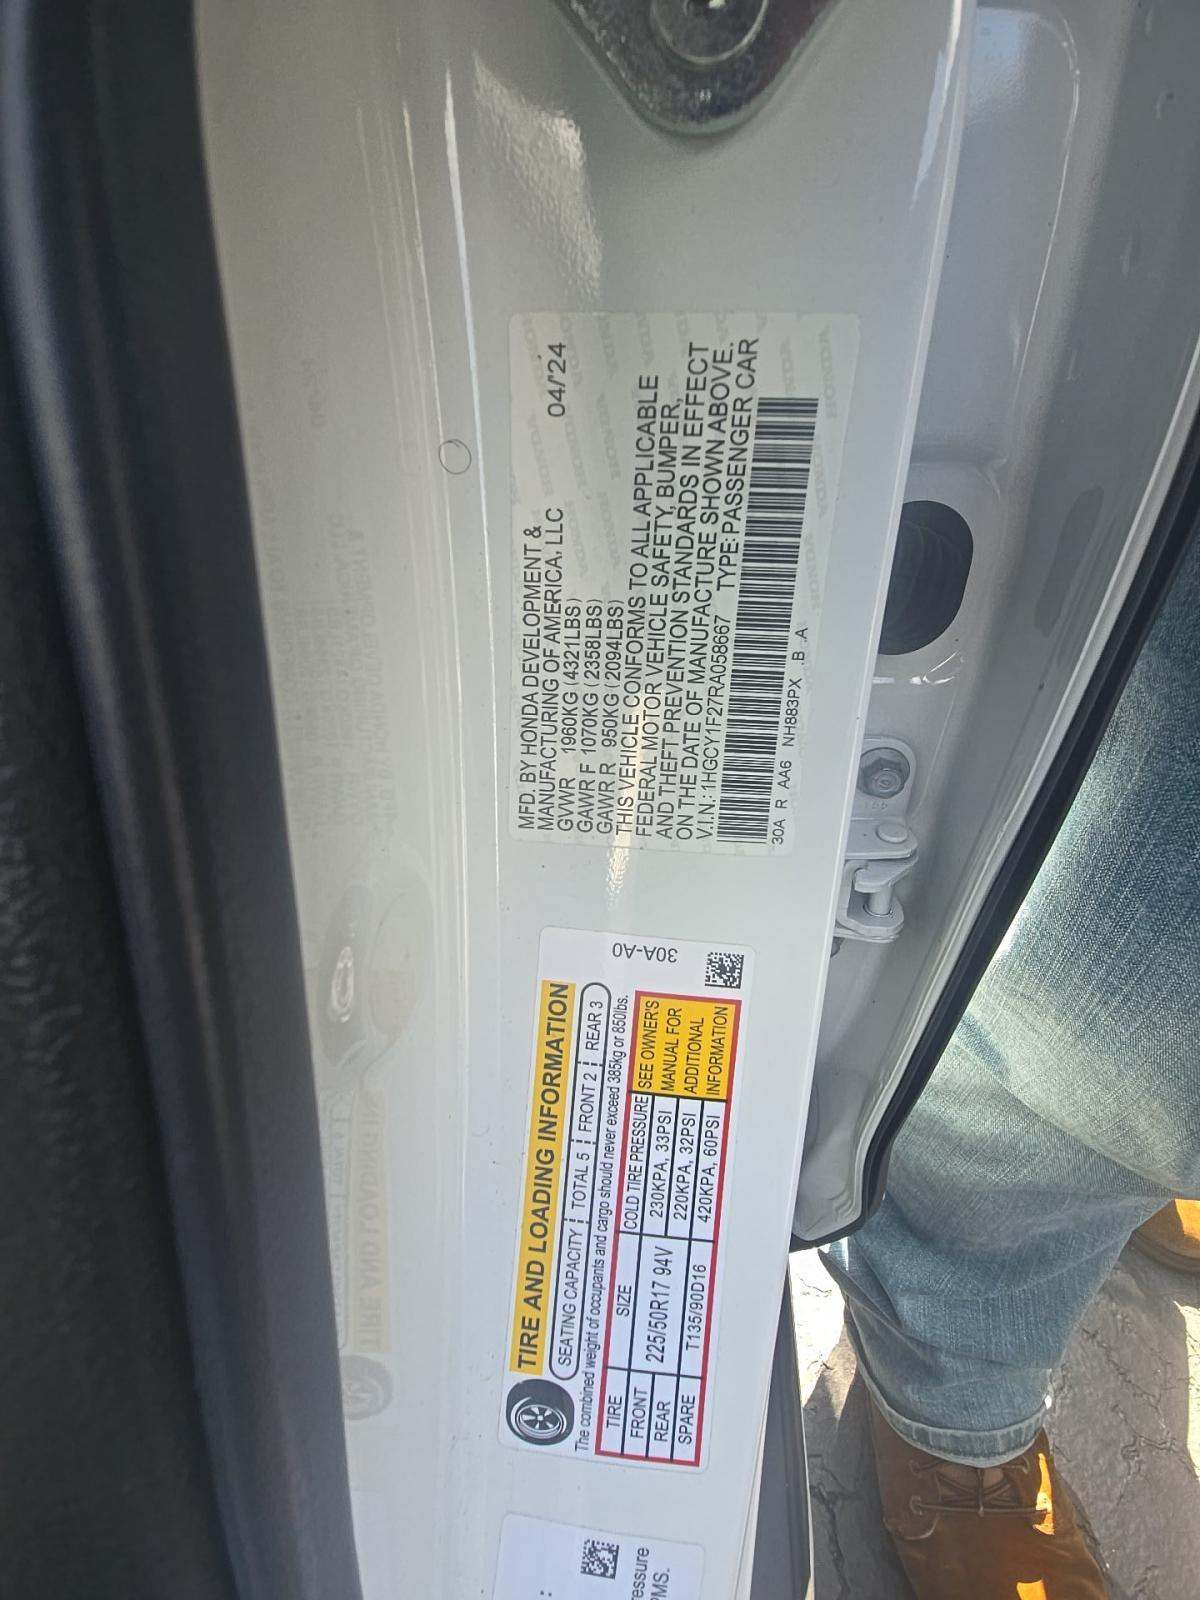 MFD. BY HONDA DEVELOPMENT &
MANUFACTURING OF AMERICA, LLC 04/'24
GVWR 1960KG (4321LBS)
GAWR F 1070KG (2358LBS)
GAWR R 950KG (2094LBS)
THIS VEHICLE CONFORMS TO ALL APPLICABLE
FEDERAL MOTOR VEHICLE SAFETY, BUMPER,
AND THEFT PREVENTION STANDARDS IN EFFECT
ON THE DATE OF MANUFACTURE SHOWN ABOVE.
V.I.N.: 1HGCY1F27RA058667 TYPE: PASSENGER CAR
30A R AA6 NH883PX B A
TIRE AND LOADING INFORMATION
SEATING CAPACITY TOTAL 5 FRONT 2 REAR 3
The combined weight of occupants and cargo should never exceed 385kg or 850lbs.
TIRE SIZE COLD TIRE PRESSURE SEE OWNER'S
FRONT 225/50R17 94V 230KPA, 33PSI MANUAL FOR
REAR 220KPA, 32PSI ADDITIONAL
SPARE T135/90D16 420KPA, 60PSI INFORMATION
30A-A0
:
ressure
PMS.